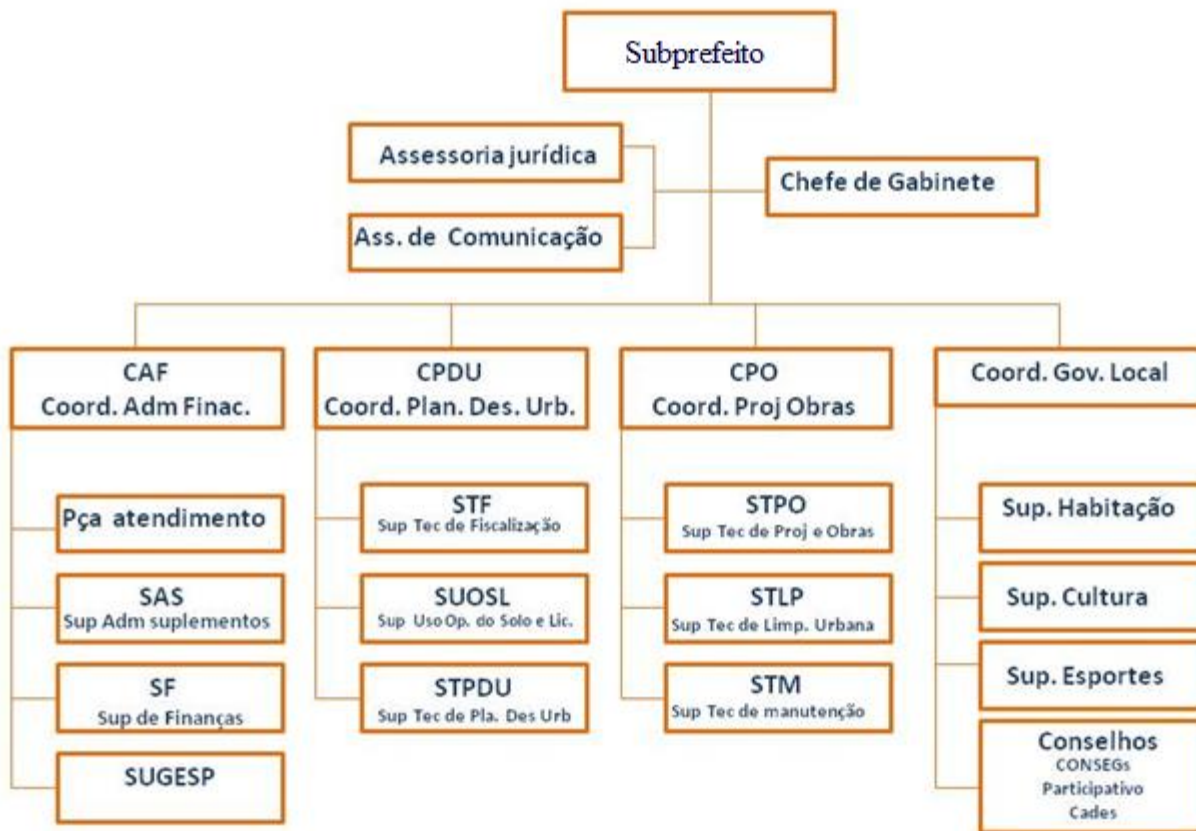 Subprefeito
Assessoria jurídica
Chefe de Gabinete
Ass. de Comunicação
CAF
Coord. Adm Finac.
CPDU
Coord. Plan. Des. Urb.
CPO
Coord. Proj Obras
Coord. Gov. Local
Pça atendimento
SAS
Sup Adm suplementos
SF
Sup de Finanças
SUGESP
STF
Sup Tec de Fiscalização
SUOSL
Sup Uso Op. do Solo e Lic.
STPDU
Sup Tec de Pla. Des Urb
STPO
Sup Tec de Proj e Obras
STLP
Sup Tec de Limp. Urbana
STM
Sup Tec de manutenção
Sup. Habitação
Sup. Cultura
Sup. Esportes
Conselhos
CONSEGs
Participativo
Cades